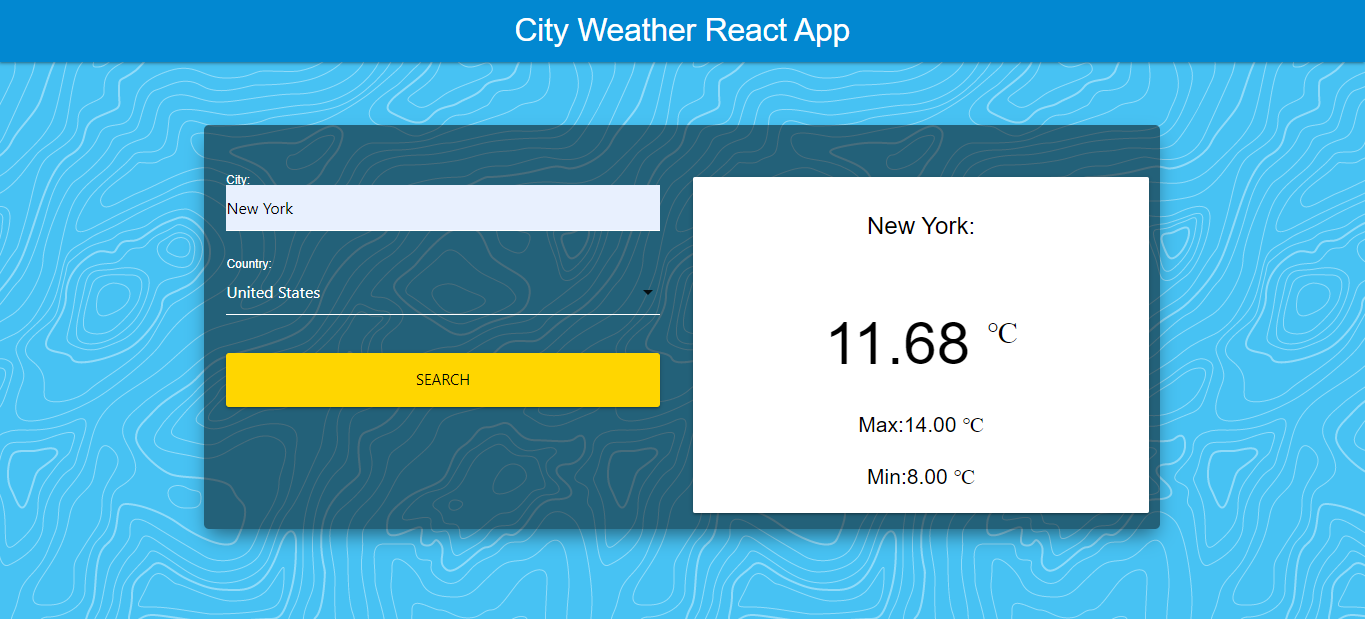 City Weather React App
City:
New York
Country:
United States
SEARCH
New York:
11.68 ℃
Max:14.00 ℃
Min:8.00 ℃